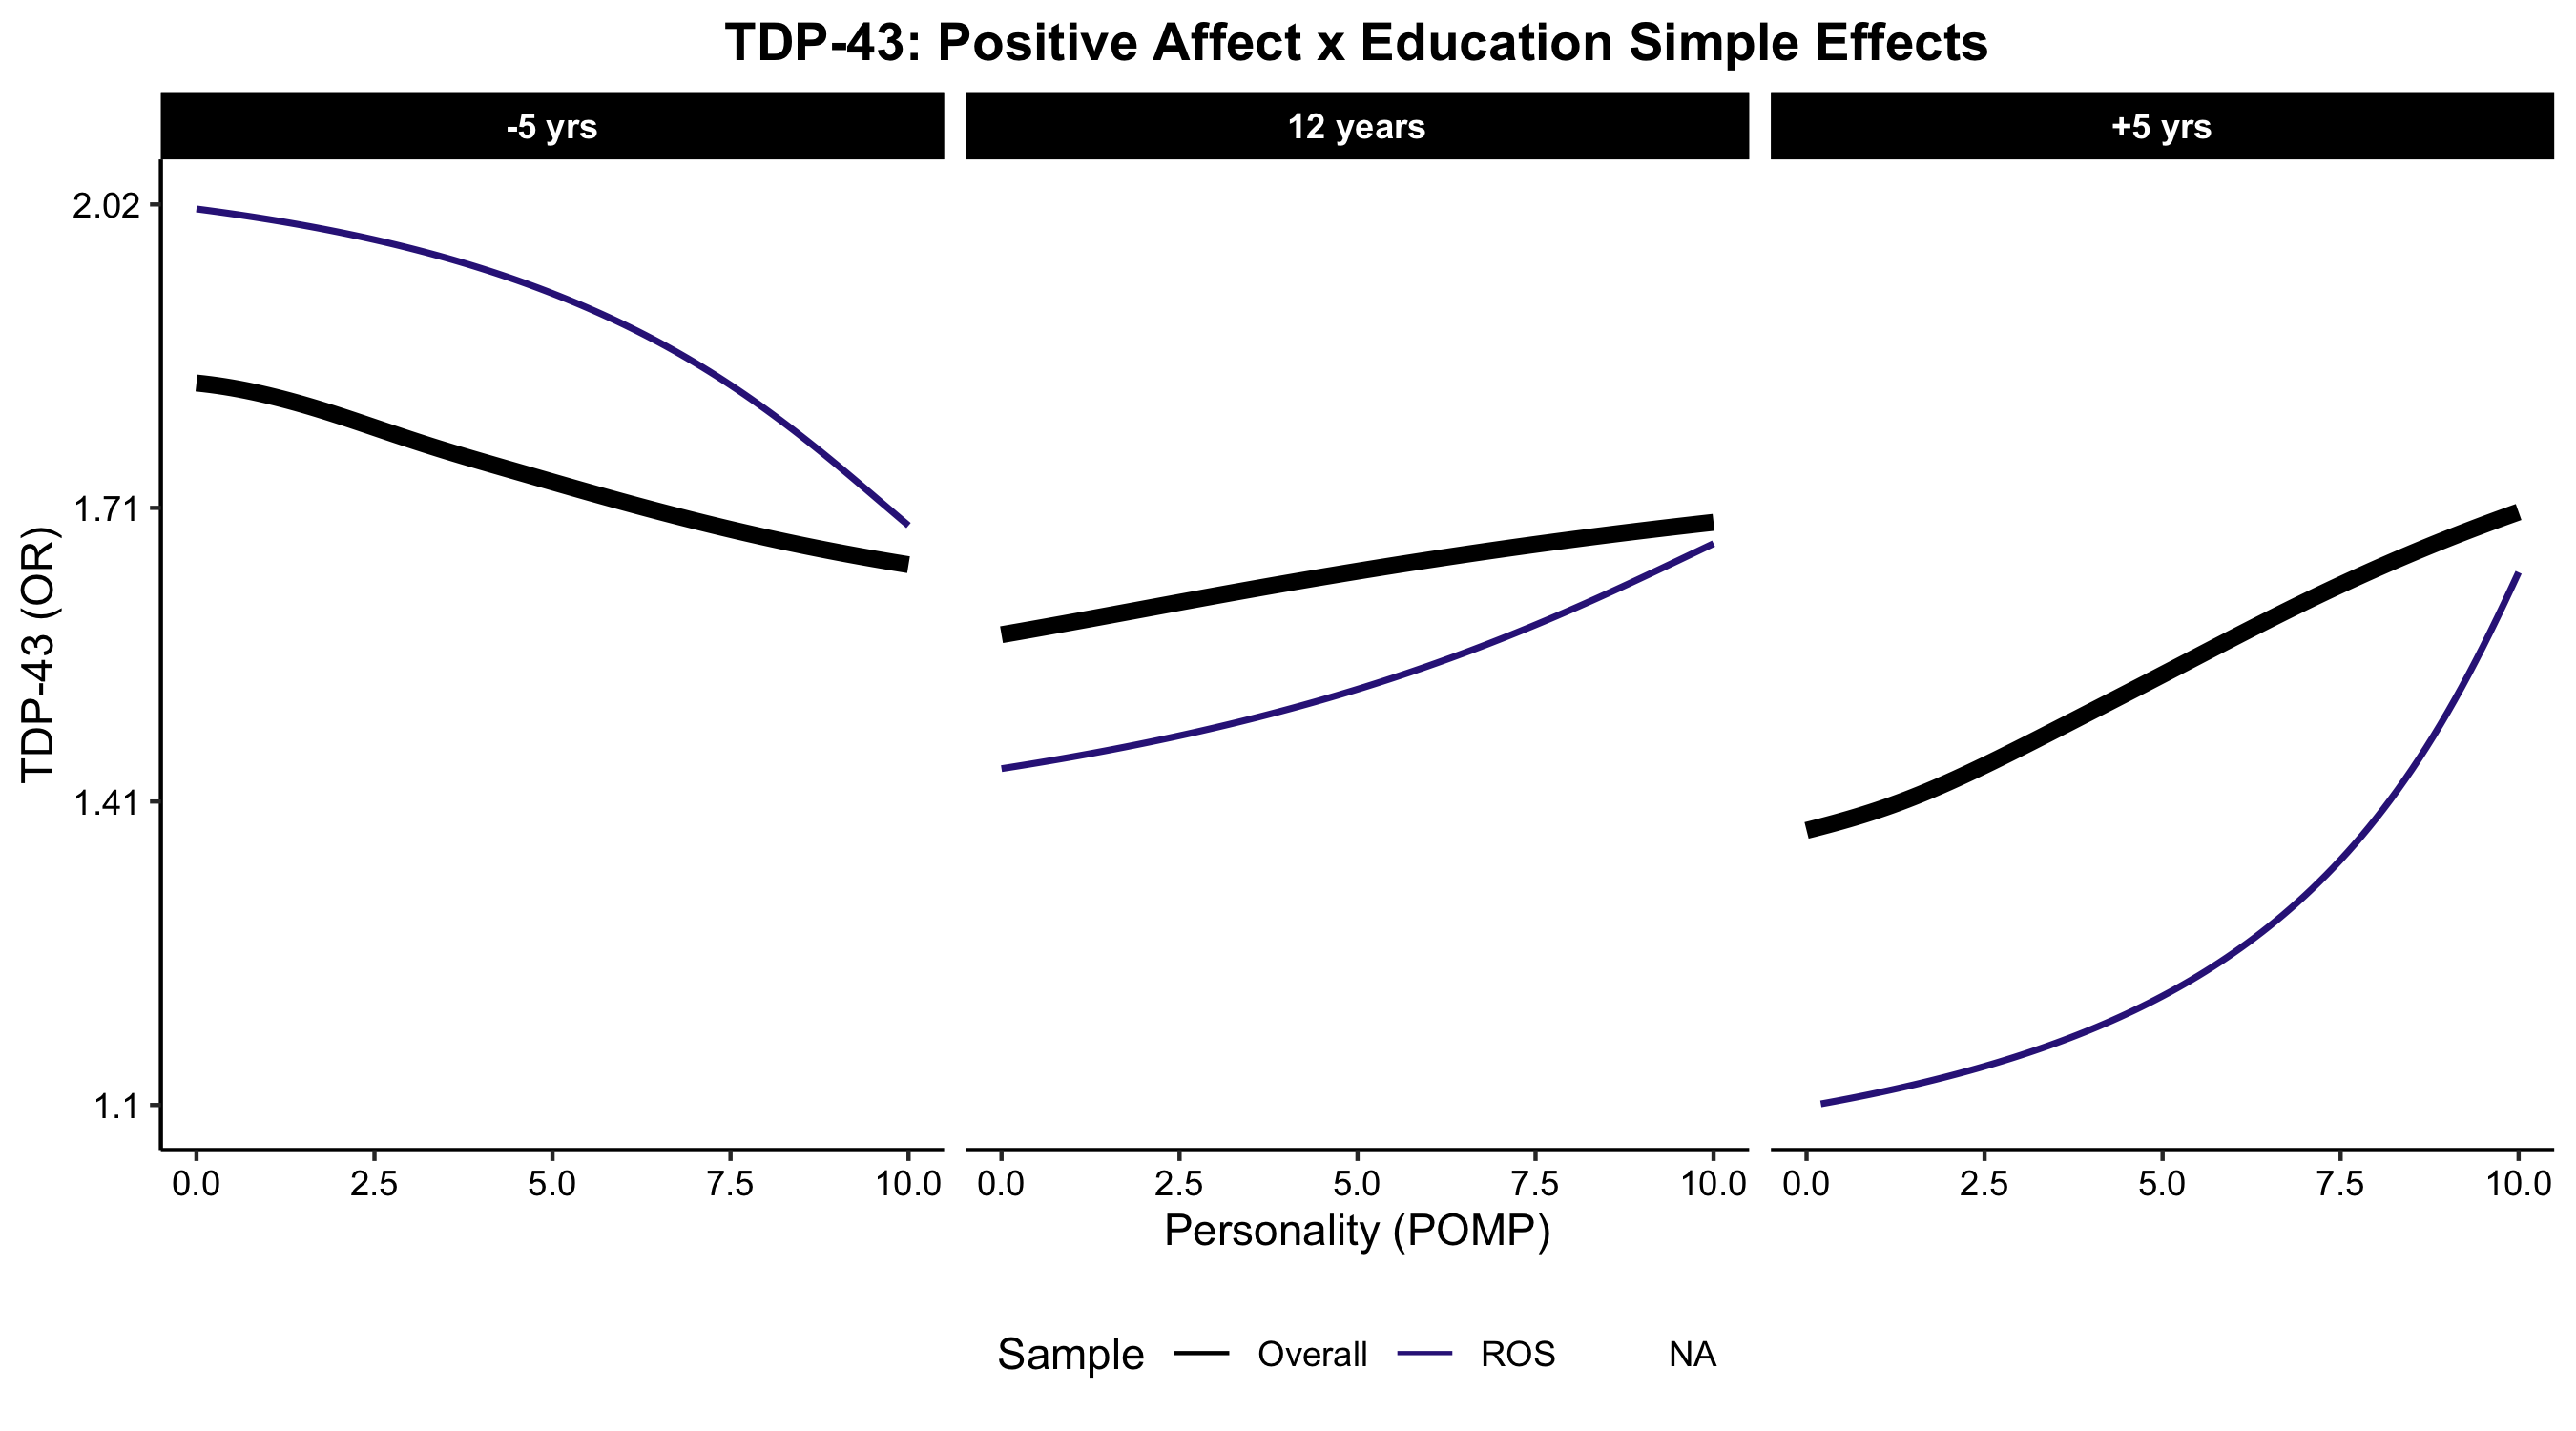 TDP-43: Positive Affect x Education Simple Effects
-5 yrs 12 years +5 yrs
TDP-43 (OR)
2.02
1.71
1.41
1.1
0.0 2.5 5.0 7.5 10.0 0.0 2.5 5.0 7.5 10.0 0.0 2.5 5.0 7.5 10.0
Personality (POMP)
Sample Overall ROS NA